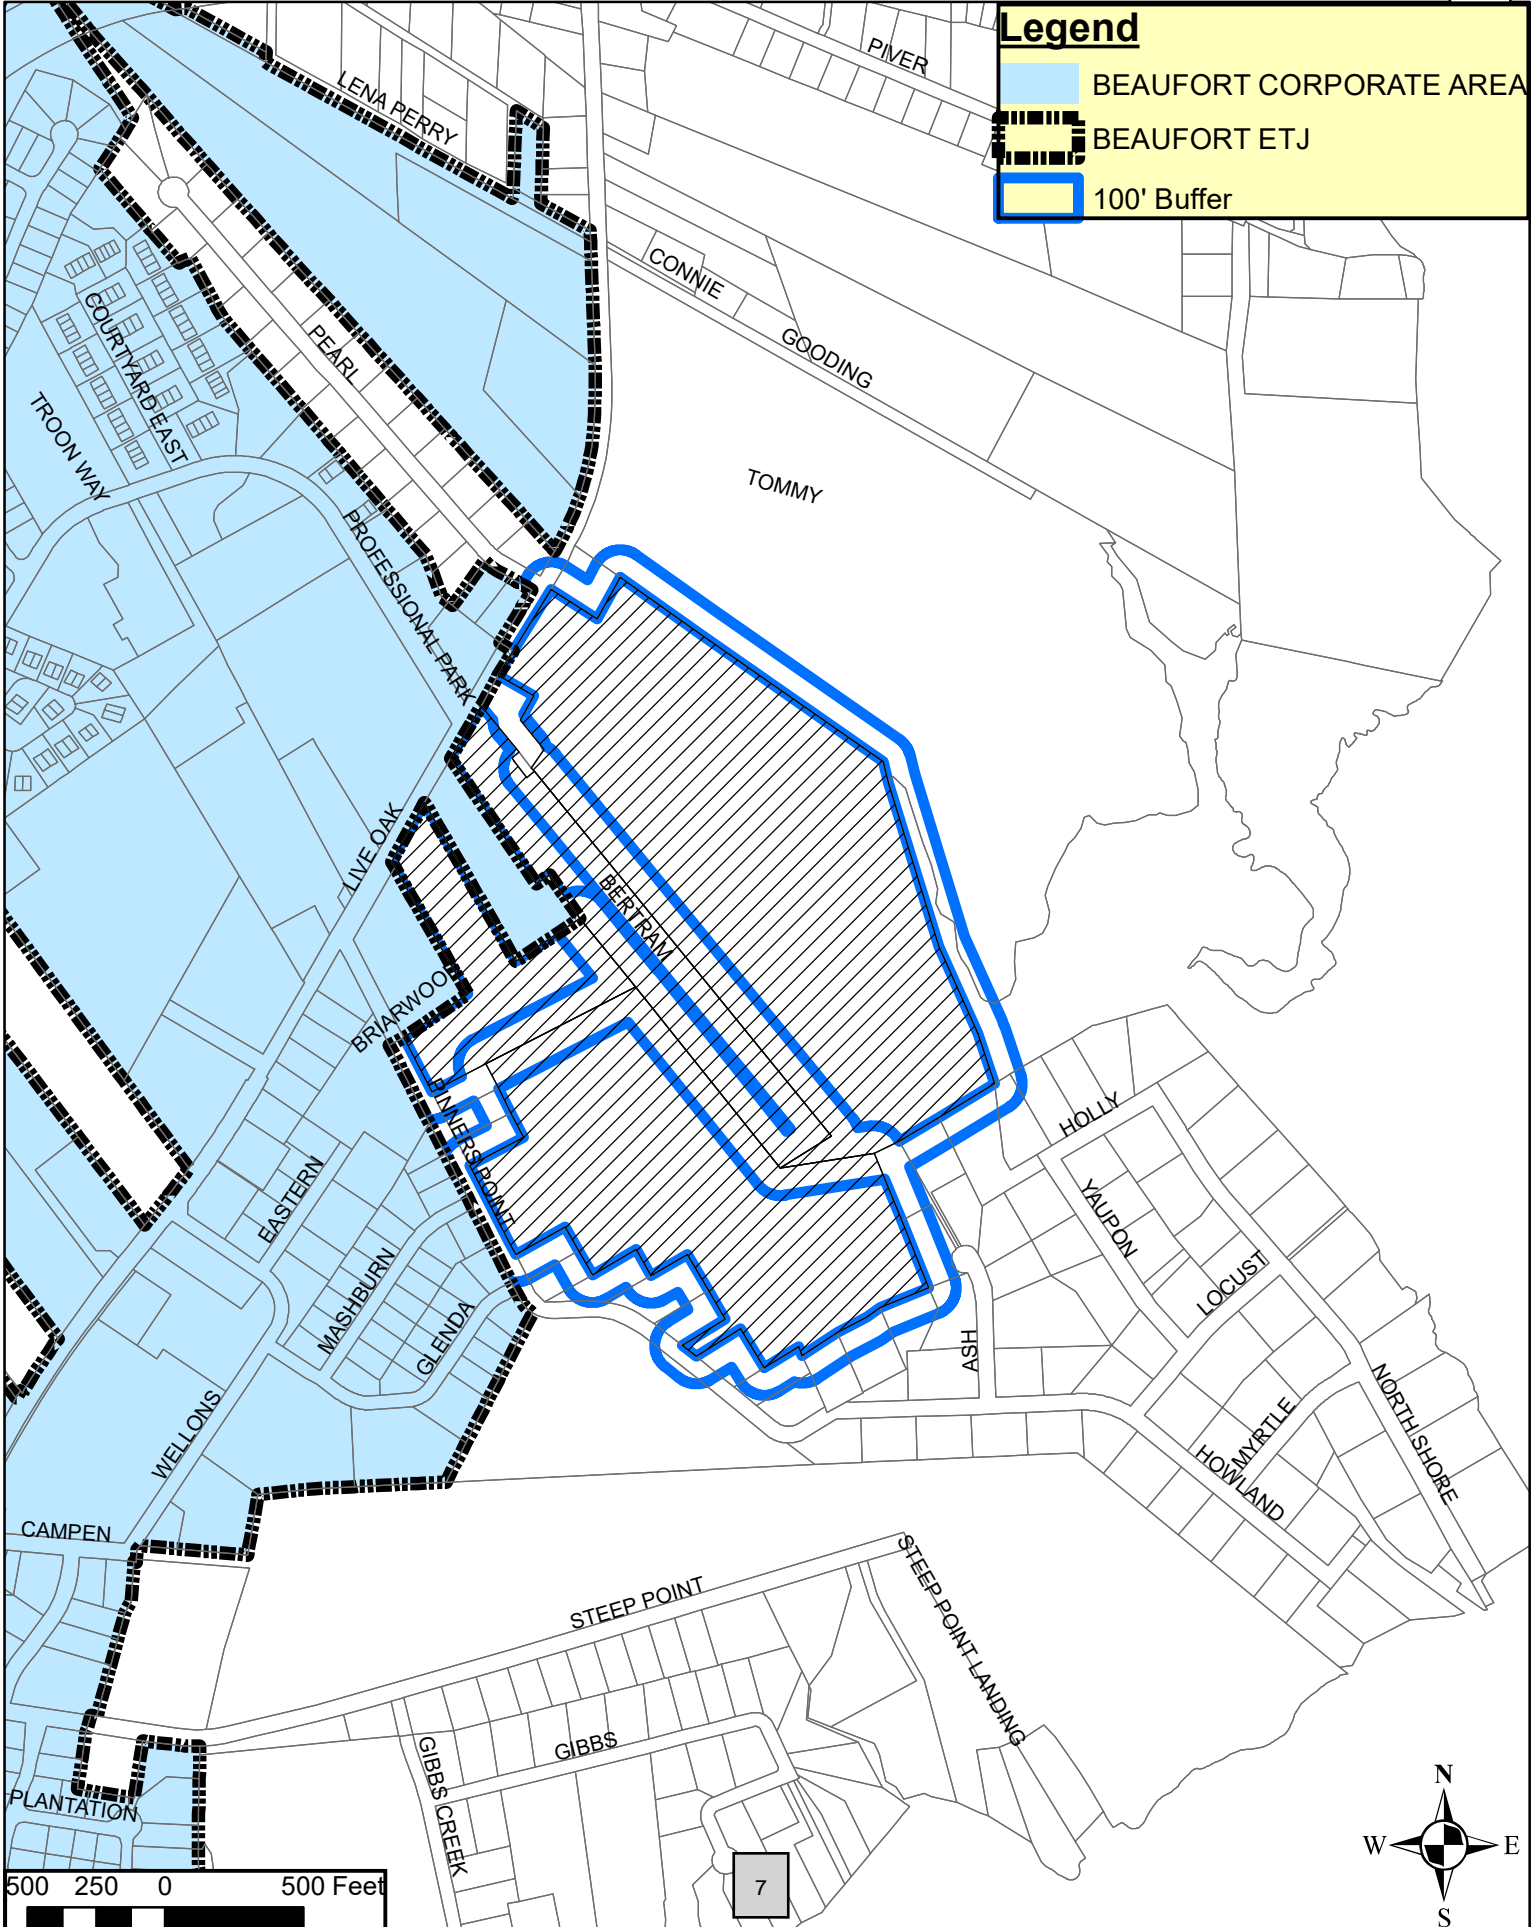 Legend
BEAUFORT CORPORATE AREA
BEAUFORT ETJ
100' Buffer
PIVER
LENA PERRY
CONNIE
GOODING
COURTYARD EAST
PEARL
TROON WAY
TOMMY
PROFESSIONAL PARK
LIVE OAK
BERTRAM
BRIARWOOD
PINNERS POINT
HOLLY
EASTERN
YAUPON
MASHBURN
LOCUST
GLENDA
ASH
WELLONS
MYRTLE
NORTH SHORE
HOWLAND
CAMPEN
STEEP POINT
STEEP POINT LANDING
GIBBS
GIBBS CREEK
PLANTATION
N
W
E
S
500 250 0 500 Feet
7